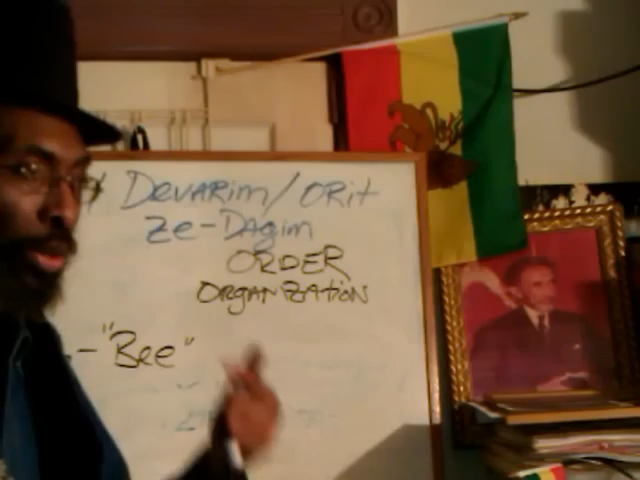 / DEVARIM/ORit
ZE-DAgim
ORDER
ORganization
-"Bee"